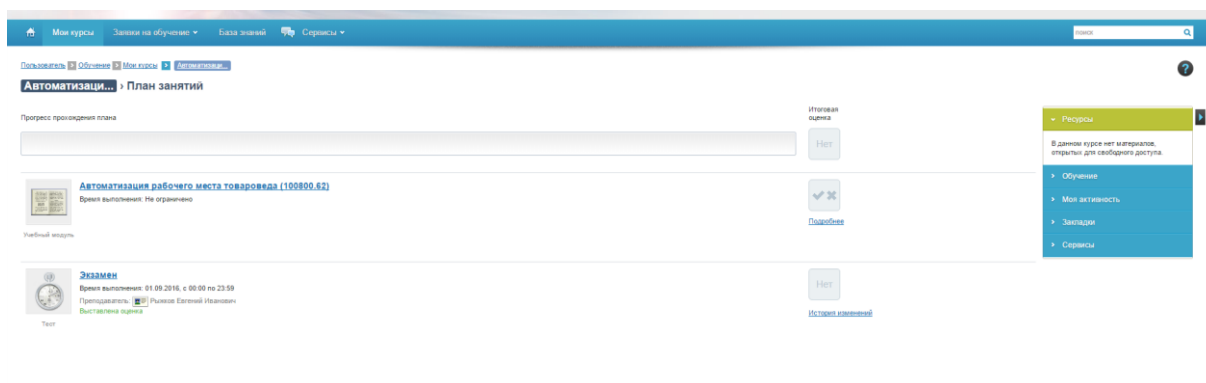 Мои курсы Заявки на обучение База знаний Сервисы поиск
Пользователь Обучение Мои курсы Автоматизаци...
Автоматизаци... › План занятий
Прогресс прохождения плана
Итоговая
оценка
Нет
Автоматизация рабочего места товароведа (100800.62)
Время выполнения: Не ограничено
Учебный модуль
Подробнее
Экзамен
Время выполнения: 01.09.2016, с 00:00 по 23:59
Преподаватель: Рыжков Евгений Иванович
Выставлена оценка
Тест
Нет
История изменений
Ресурсы
В данном курсе нет материалов,
открытых для свободного доступа.
Обучение
Моя активность
Закладки
Сервисы